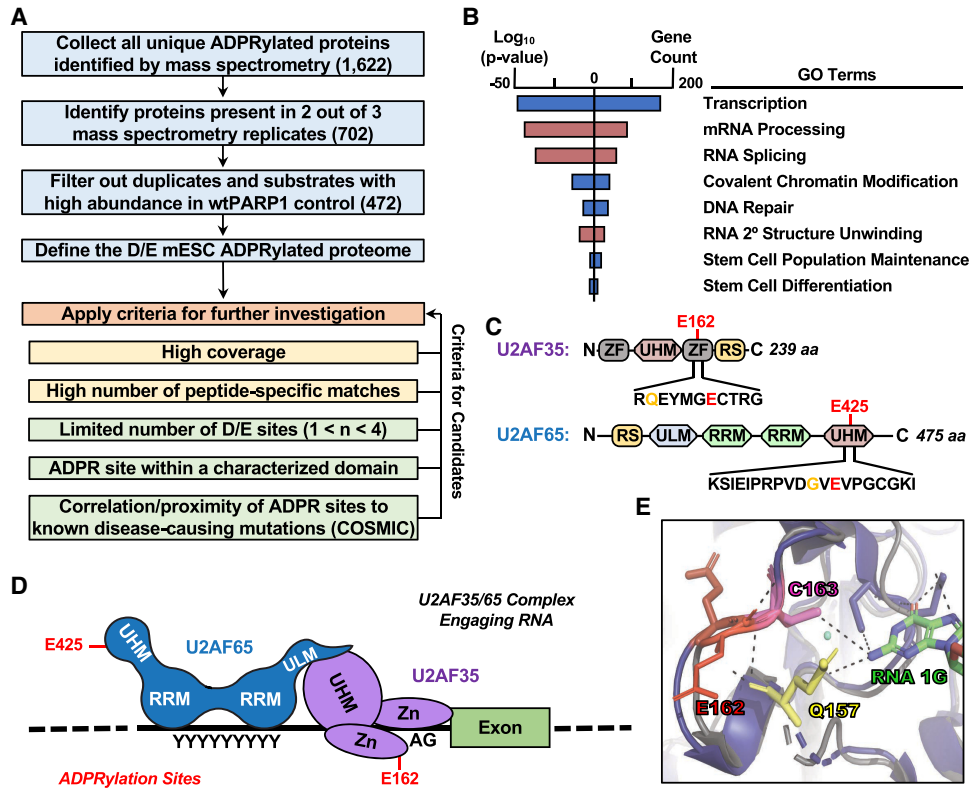 A
Collect all unique ADPRylated proteins
identified by mass spectrometry (1,622)
Identify proteins present in 2 out of 3
mass spectrometry replicates (702)
Filter out duplicates and substrates with
high abundance in wtPARP1 control (472)
Define the D/E mESC ADPRylated proteome
Apply criteria for further investigation
High coverage
High number of peptide-specific matches
Limited number of D/E sites (1 < n < 4)
ADPR site within a characterized domain
Correlation/proximity of ADPR sites to
known disease-causing mutations (COSMIC)
Criteria for Candidates
B
Log₁₀
(p-value)
Gene
Count
-50
0
200
GO Terms
Transcription
mRNA Processing
RNA Splicing
Covalent Chromatin Modification
DNA Repair
RNA 2º Structure Unwinding
Stem Cell Population Maintenance
Stem Cell Differentiation
C
E162
U2AF35: N ZF UHM ZF RS C 239 aa
RQEYMGECTRG
E425
U2AF65: N RS ULM RRM RRM UHM C 475 aa
KSIEIPRPVDGVEVPGCGKI
D
U2AF35/65 Complex
Engaging RNA
E425
UHM
U2AF65
RRM
RRM
ULM
UHM
U2AF35
Zn
Zn
AG
Exon
YYYYYYYYY
E162
ADPRylation Sites
E
C163
RNA 1G
E162
Q157